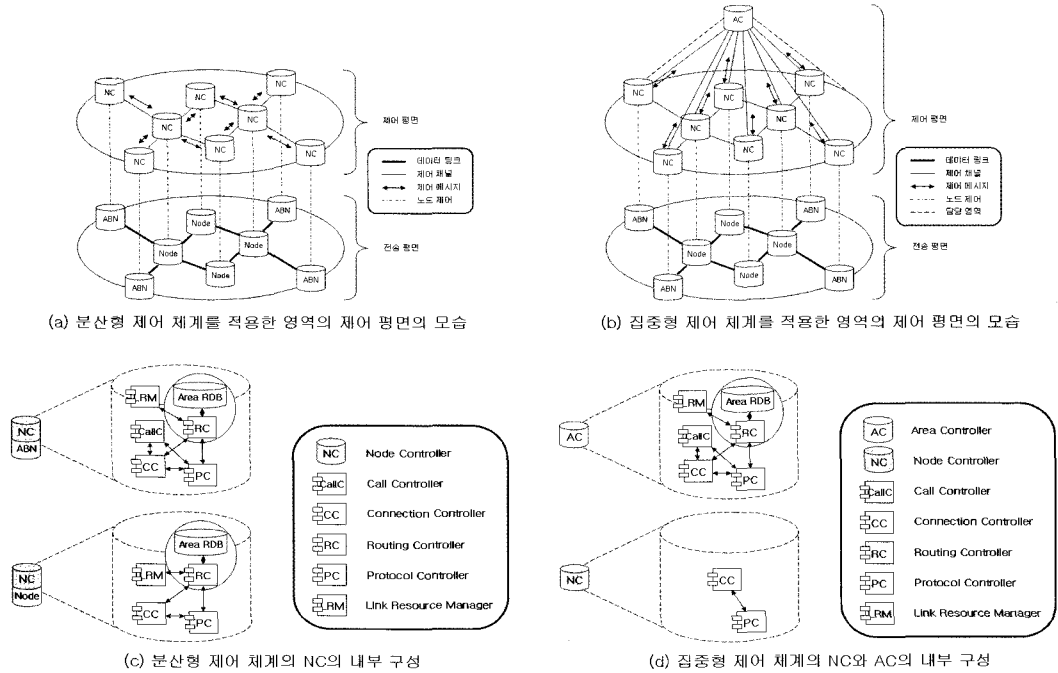 NC
NC
NC
NC
NC
NC
NC
제어 평면
데이터 링크
제어 채널
제어 메시지
노드 제어
ABN
ABN
Node
Node
Node
Node
ABN
ABN
전송 평면
(a) 분산형 제어 체계를 적용한 영역의 제어 평면의 모습
AC
NC
NC
NC
NC
NC
NC
NC
NC
제어 평면
데이터 링크
제어 채널
제어 메시지
노드 제어
담당 영역
ABN
ABN
Node
Node
Node
Node
ABN
ABN
전송 평면
(b) 집중형 제어 체계를 적용한 영역의 제어 평면의 모습
NC
ABN
LRM
Area RDB
CallC
RC
CC
PC
NC
Node
Area RDB
LRM
RC
CC
PC
NC Node Controller
CallC Call Controller
CC Connection Controller
RC Routing Controller
PC Protocol Controller
LRM Link Resource Manager
(c) 분산형 제어 체계의 NC의 내부 구성
AC
LRM
Area RDB
CallC
RC
CC
PC
NC
CC
PC
AC Area Controller
NC Node Controller
CallC Call Controller
CC Connection Controller
RC Routing Controller
PC Protocol Controller
LRM Link Resource Manager
(d) 집중형 제어 체계의 NC와 AC의 내부 구성